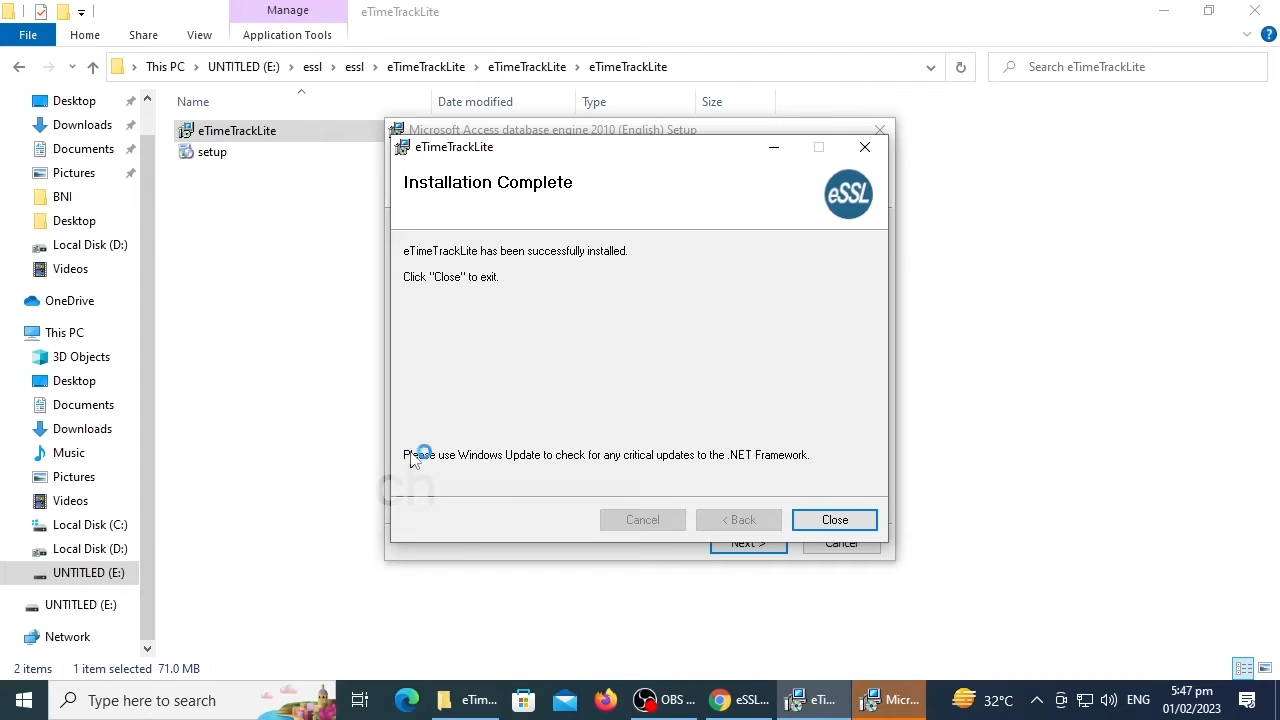 Manage
eTimeTrackLite
File
Home
Share
View
Application Tools
This PC
UNTITLED (E:)
essl
essl
eTimeTrackLite
eTimeTrackLite
eTimeTrackLite
Search eTimeTrackLite
Name
Date modified
Type
Size
Desktop
Downloads
Documents
Pictures
BNI
Desktop
Local Disk (D:)
Videos
OneDrive
This PC
3D Objects
Desktop
Documents
Downloads
Music
Pictures
Videos
Local Disk (C:)
Local Disk (D:)
UNTITLED (E:)
UNTITLED (E:)
Network
eTimeTrackLite
setup
Microsoft Access database engine 2010 (English) Setup
eTimeTrackLite
Installation Complete
eSSL
eTimeTrackLite has been successfully installed.
Click "Close" to exit.
Please use Windows Update to check for any critical updates to the .NET Framework.
ch
Cancel
< Back
Close
Next >
Cancel
2 items
1 item selected 71.0 MB
Type here to search
eTim...
OBS ...
eSSL...
eTi...
Micr...
32°C
ENG
5:47 pm
01/02/2023